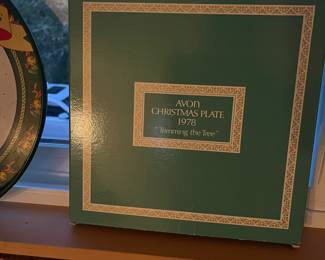 AVON
CHRISTMAS PLATE
1978
"Trimming the Tree"